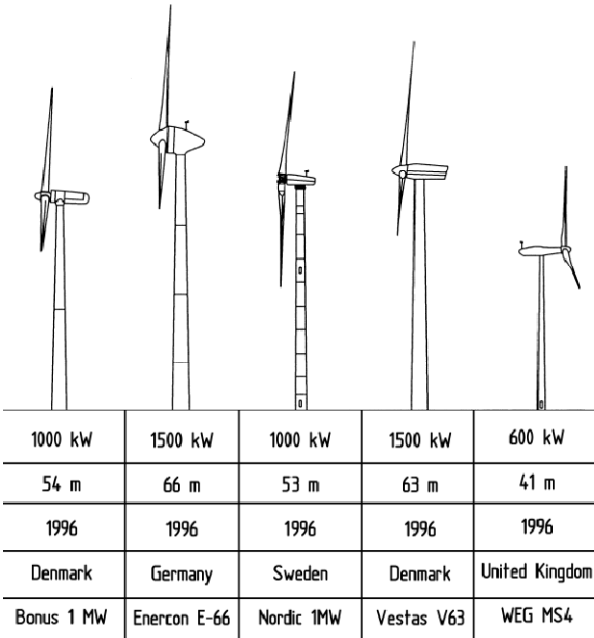 1000 kW 1500 kW 1000 kW 1500 kW 600 kW
54 m 66 m 53 m 63 m 41 m
1996 1996 1996 1996 1996
Denmark Germany Sweden Denmark United Kingdom
Bonus 1 MW Enercon E-66 Nordic 1MW Vestas V63 WEG MS4